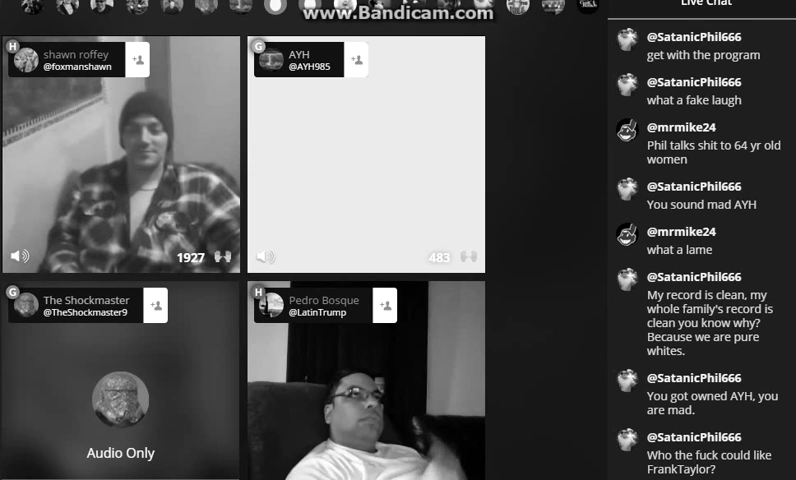 www.Bandicam.com
Live Chat
H
shawn roffey
@foxmanshawn
1927
G
AYH
@AYH985
483
G
The Shockmaster
@TheShockmaster9
Audio Only
H
Pedro Bosque
@LatinTrump
@SatanicPhil666
get with the program
@SatanicPhil666
what a fake laugh
@mrmike24
Phil talks shit to 64 yr old
women
@SatanicPhil666
You sound mad AYH
@mrmike24
what a lame
@SatanicPhil666
My record is clean, my
whole family's record is
clean you know why?
Because we are pure
whites.
@SatanicPhil666
You got owned AYH, you
are mad.
@SatanicPhil666
Who the fuck could like
FrankTaylor?